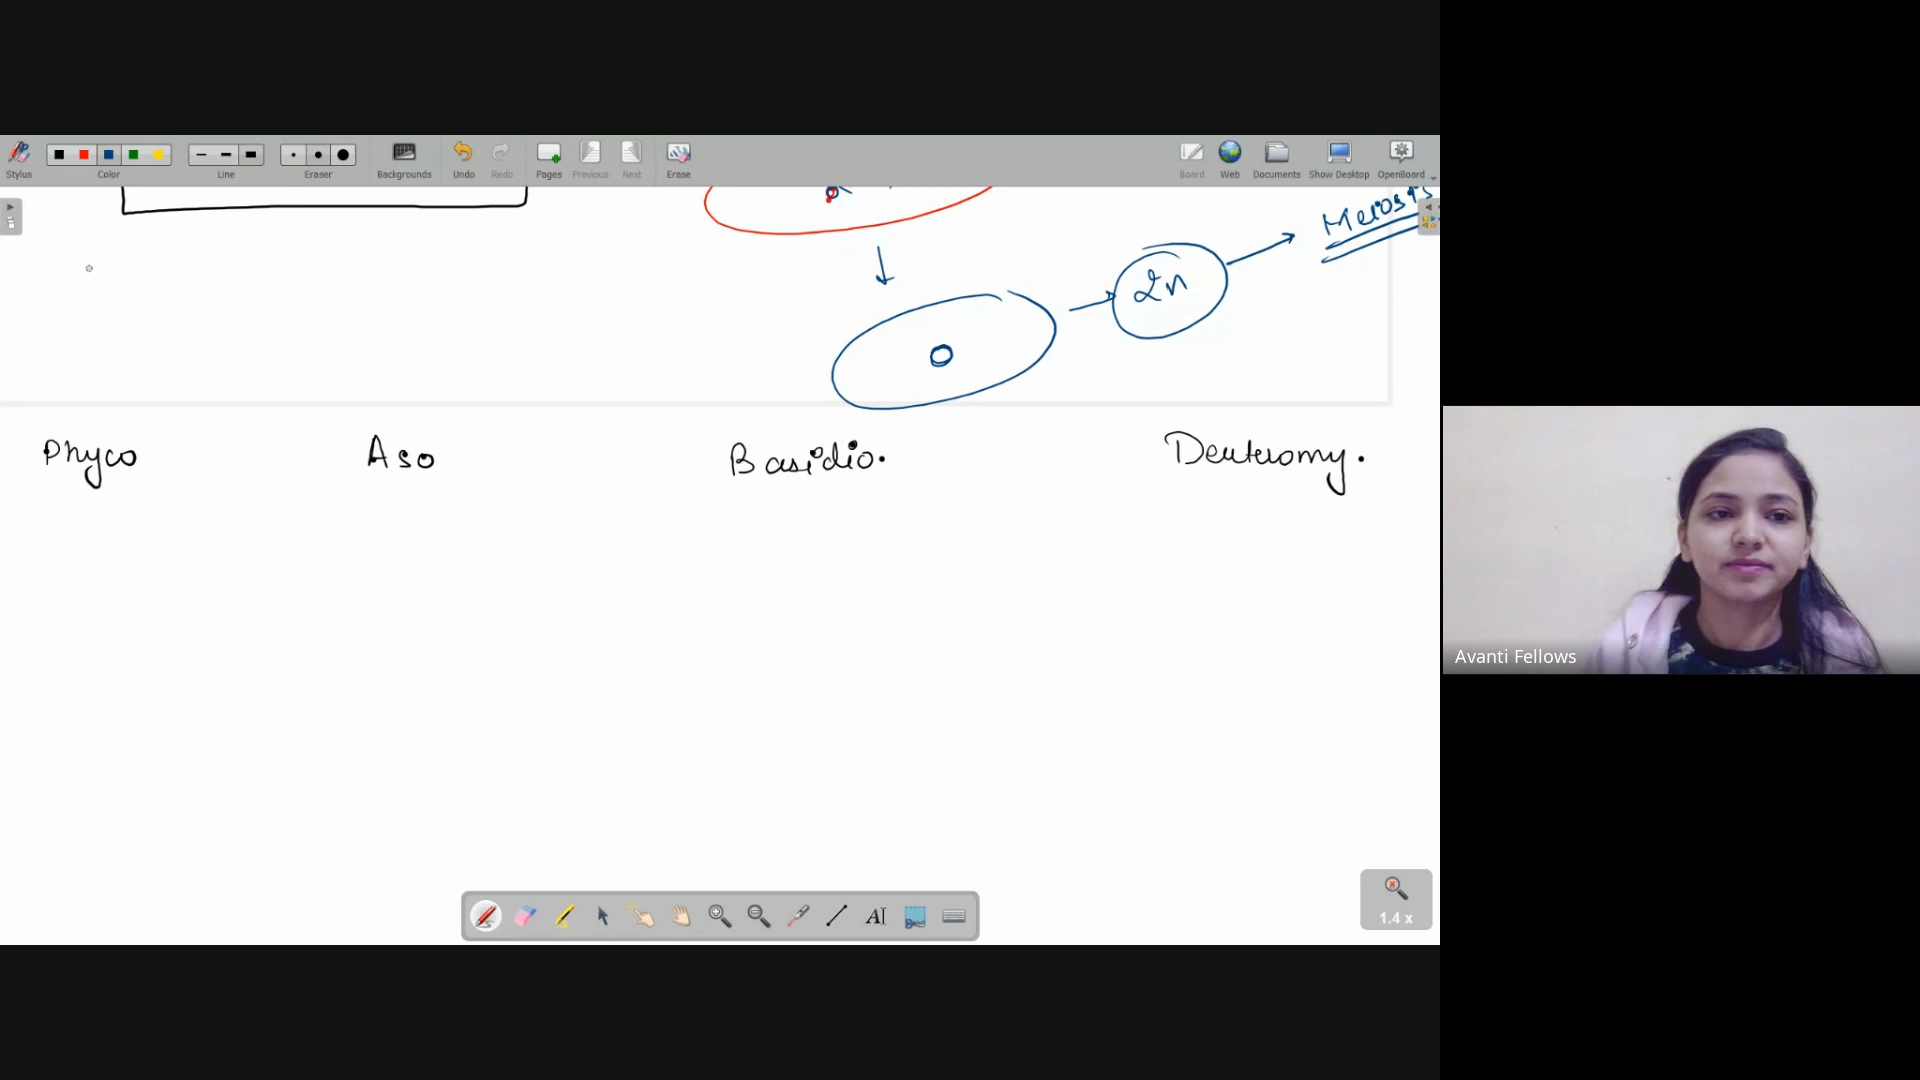 Stylus Color Line Eraser Backgrounds Undo Redo Pages Previous Next Erase Board Web Documents Show Desktop OpenBoard
Meiosis
2n
Phyco Aso Basidio. Deuteromy.
Avanti Fellows
AI
1.4 x